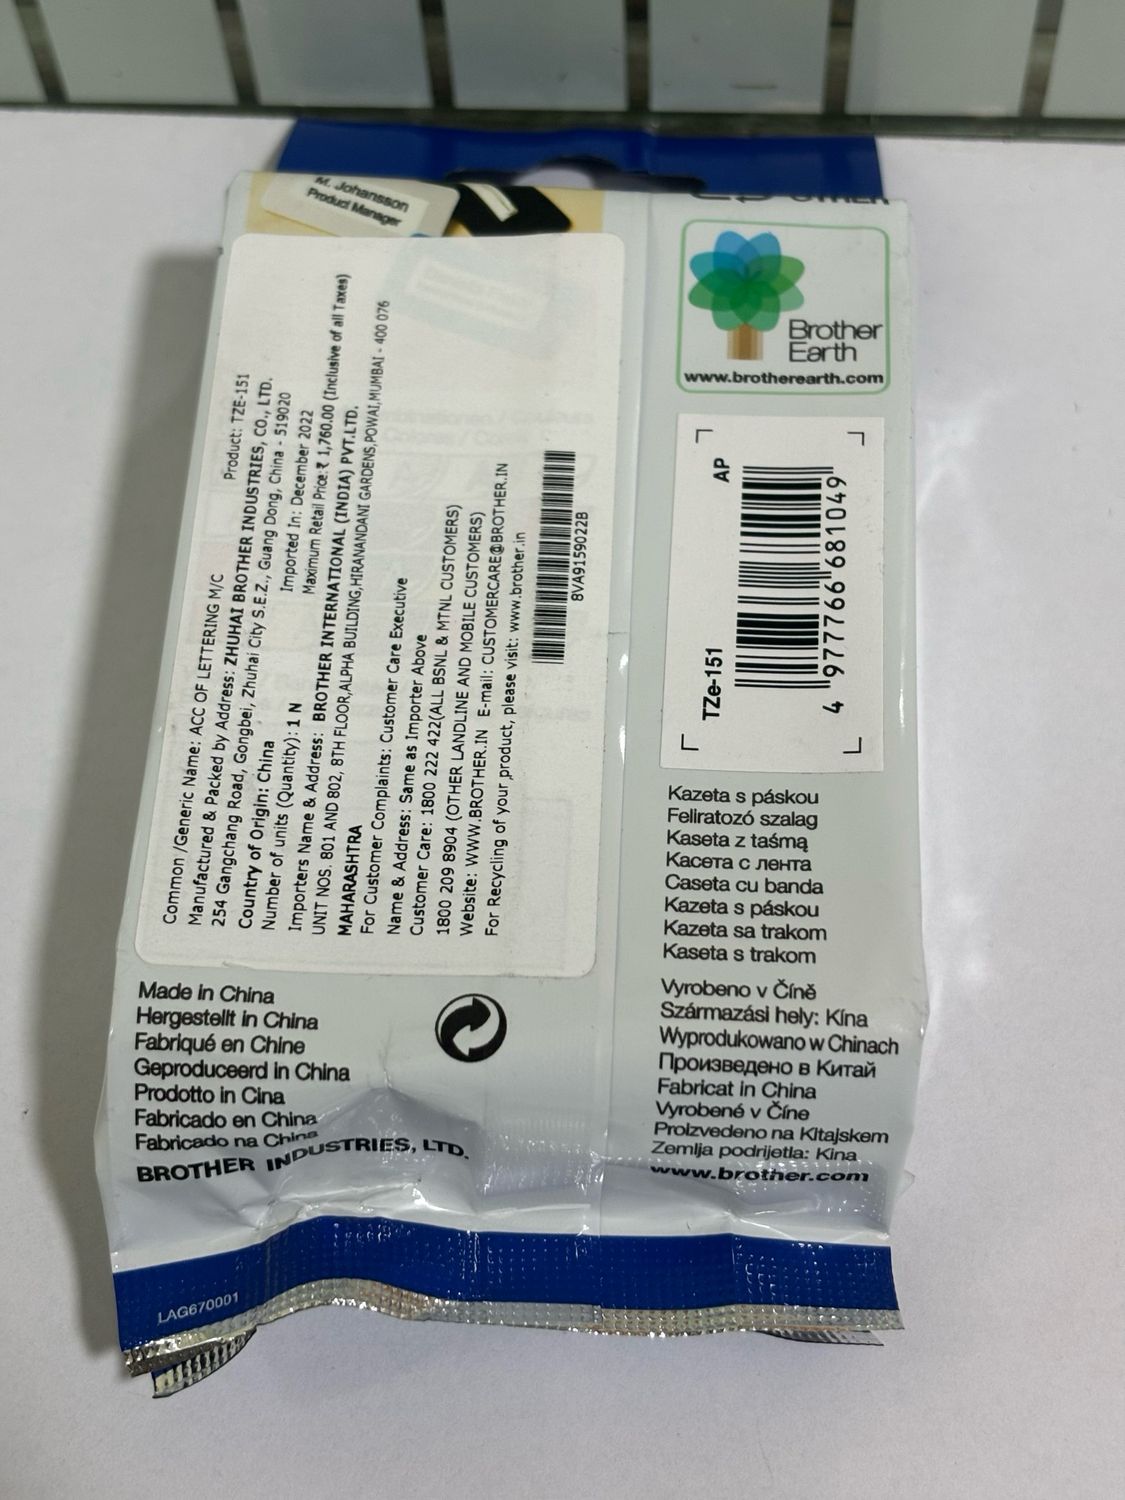 M. Johansson
Product Manager
Common /Generic Name: ACC OF LETTERING M/C
Product: TZE-151
Manufactured & Packed by Address: ZHUHAI BROTHER INDUSTRIES, CO., LTD.
254 Gangchang Road, Gongbei, Zhuhai City S.E.Z., Guang Dong, China - 519020
Country of Origin: China
Imported In: December 2022
Number of units (Quantity): 1 N
Maximum Retail Price:₹ 1,760.00 (Inclusive of all Taxes)
Importers Name & Address: BROTHER INTERNATIONAL (INDIA) PVT.LTD.
UNIT NOS. 801 AND 802, 8TH FLOOR,ALPHA BUILDING,HIRANANDANI GARDENS,POWAI,MUMBAI - 400 076
MAHARASHTRA
For Customer Complaints: Customer Care Executive
Name & Address: Same as Importer Above
Customer Care: 1800 222 422(ALL BSNL & MTNL CUSTOMERS)
1800 209 8904 (OTHER LANDLINE AND MOBILE CUSTOMERS)
Website: WWW.BROTHER.IN E-mail: CUSTOMERCARE@BROTHER.IN
For Recycling of your product, please visit: www.brother.in
8VA9159022B
Made in China
Hergestellt in China
Fabriqué en Chine
Geproduceerd in China
Prodotto in Cina
Fabricado en China
Fabricado na China
BROTHER INDUSTRIES, LTD.
LAG670001
Brother
Earth
www.brotherearth.com
TZe-151 AP
4 977766 681049
Kazeta s páskou
Feliratozó szalag
Kaseta z taśmą
Касета с лента
Caseta cu banda
Kazeta s páskou
Kazeta sa trakom
Kaseta s trakom
Vyrobeno v Číně
Származási hely: Kína
Wyprodukowano w Chinach
Произведено в Китай
Fabricat in China
Vyrobené v Číne
Proizvedeno na Kitajskem
Zemlja podrijetla: Kina
www.brother.com